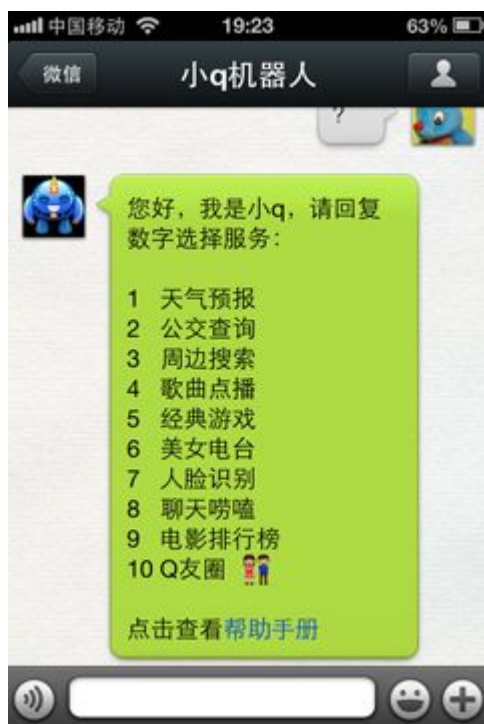 中国移动 19:23 63%
微信 小q机器人
?
您好，我是小q，请回复
数字选择服务：
1 天气预报
2 公交查询
3 周边搜索
4 歌曲点播
5 经典游戏
6 美女电台
7 人脸识别
8 聊天唠嗑
9 电影排行榜
10 Q友圈
点击查看帮助手册